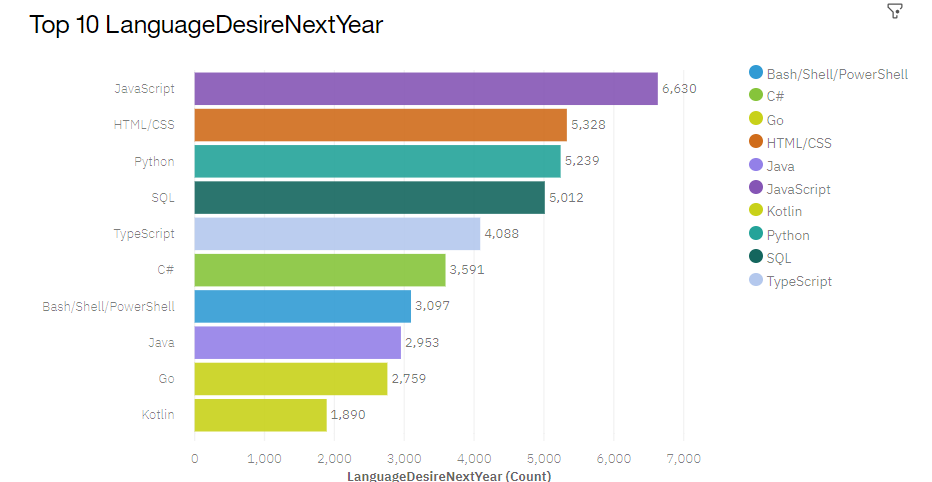 Top 10 LanguageDesireNextYear
JavaScript 6,630
HTML/CSS 5,328
Python 5,239
SQL 5,012
TypeScript 4,088
C# 3,591
Bash/Shell/PowerShell 3,097
Java 2,953
Go 2,759
Kotlin 1,890
0 1,000 2,000 3,000 4,000 5,000 6,000 7,000
LanguageDesireNextYear (Count)
Bash/Shell/PowerShell
C#
Go
HTML/CSS
Java
JavaScript
Kotlin
Python
SQL
TypeScript